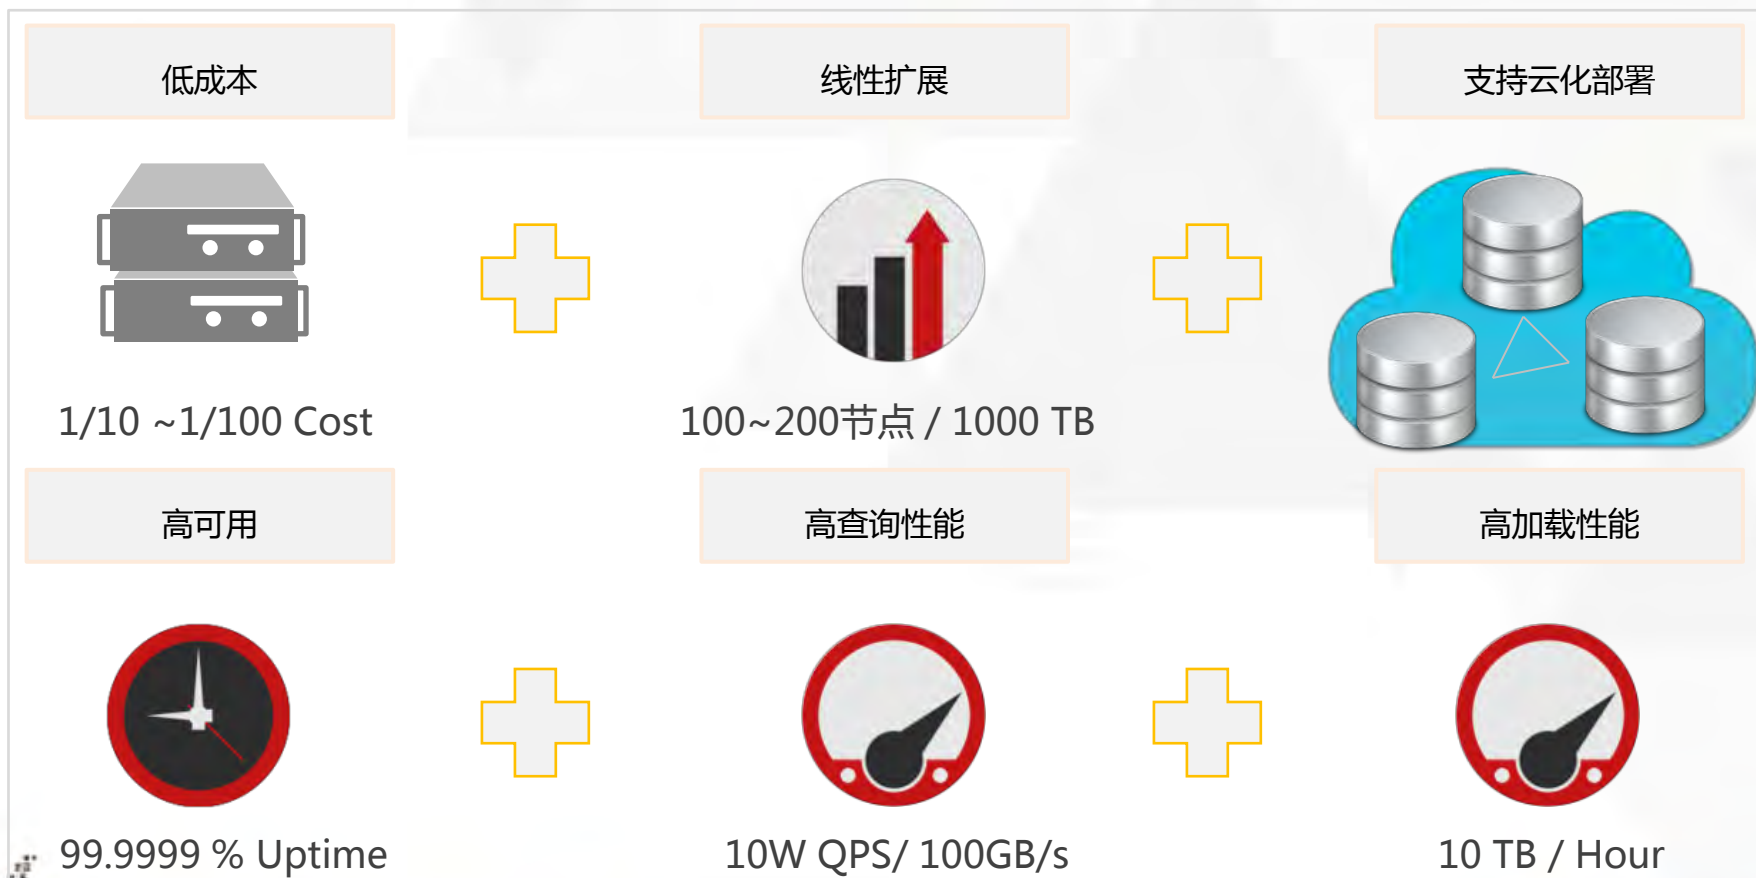 低成本
线性扩展
支持云化部署
1/10 ~1/100 Cost
100~200节点 / 1000 TB
高可用
高查询性能
高加载性能
99.9999 % Uptime
10W QPS/ 100GB/s
10 TB / Hour